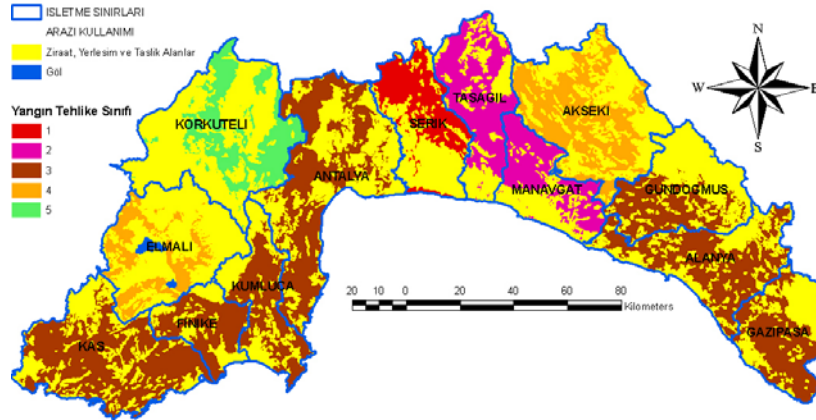 ISLETME SINIRLARI
ARAZI KULLANIMI
Ziraat, Yerlesim ve Taslik Alanlar
Göl
Yangın Tehlike Sınıfı
1
2
3
4
5
KORKUTELI
ANTALYA
SERIK
TASAGIL
AKSEKI
MANAVGAT
GUNDOGMUS
ALANYA
GAZIPASA
ELMALI
KUMLUCA
FINIKE
KAS
N
W
E
S
20 10 0 20 40 60 80
Kilometers